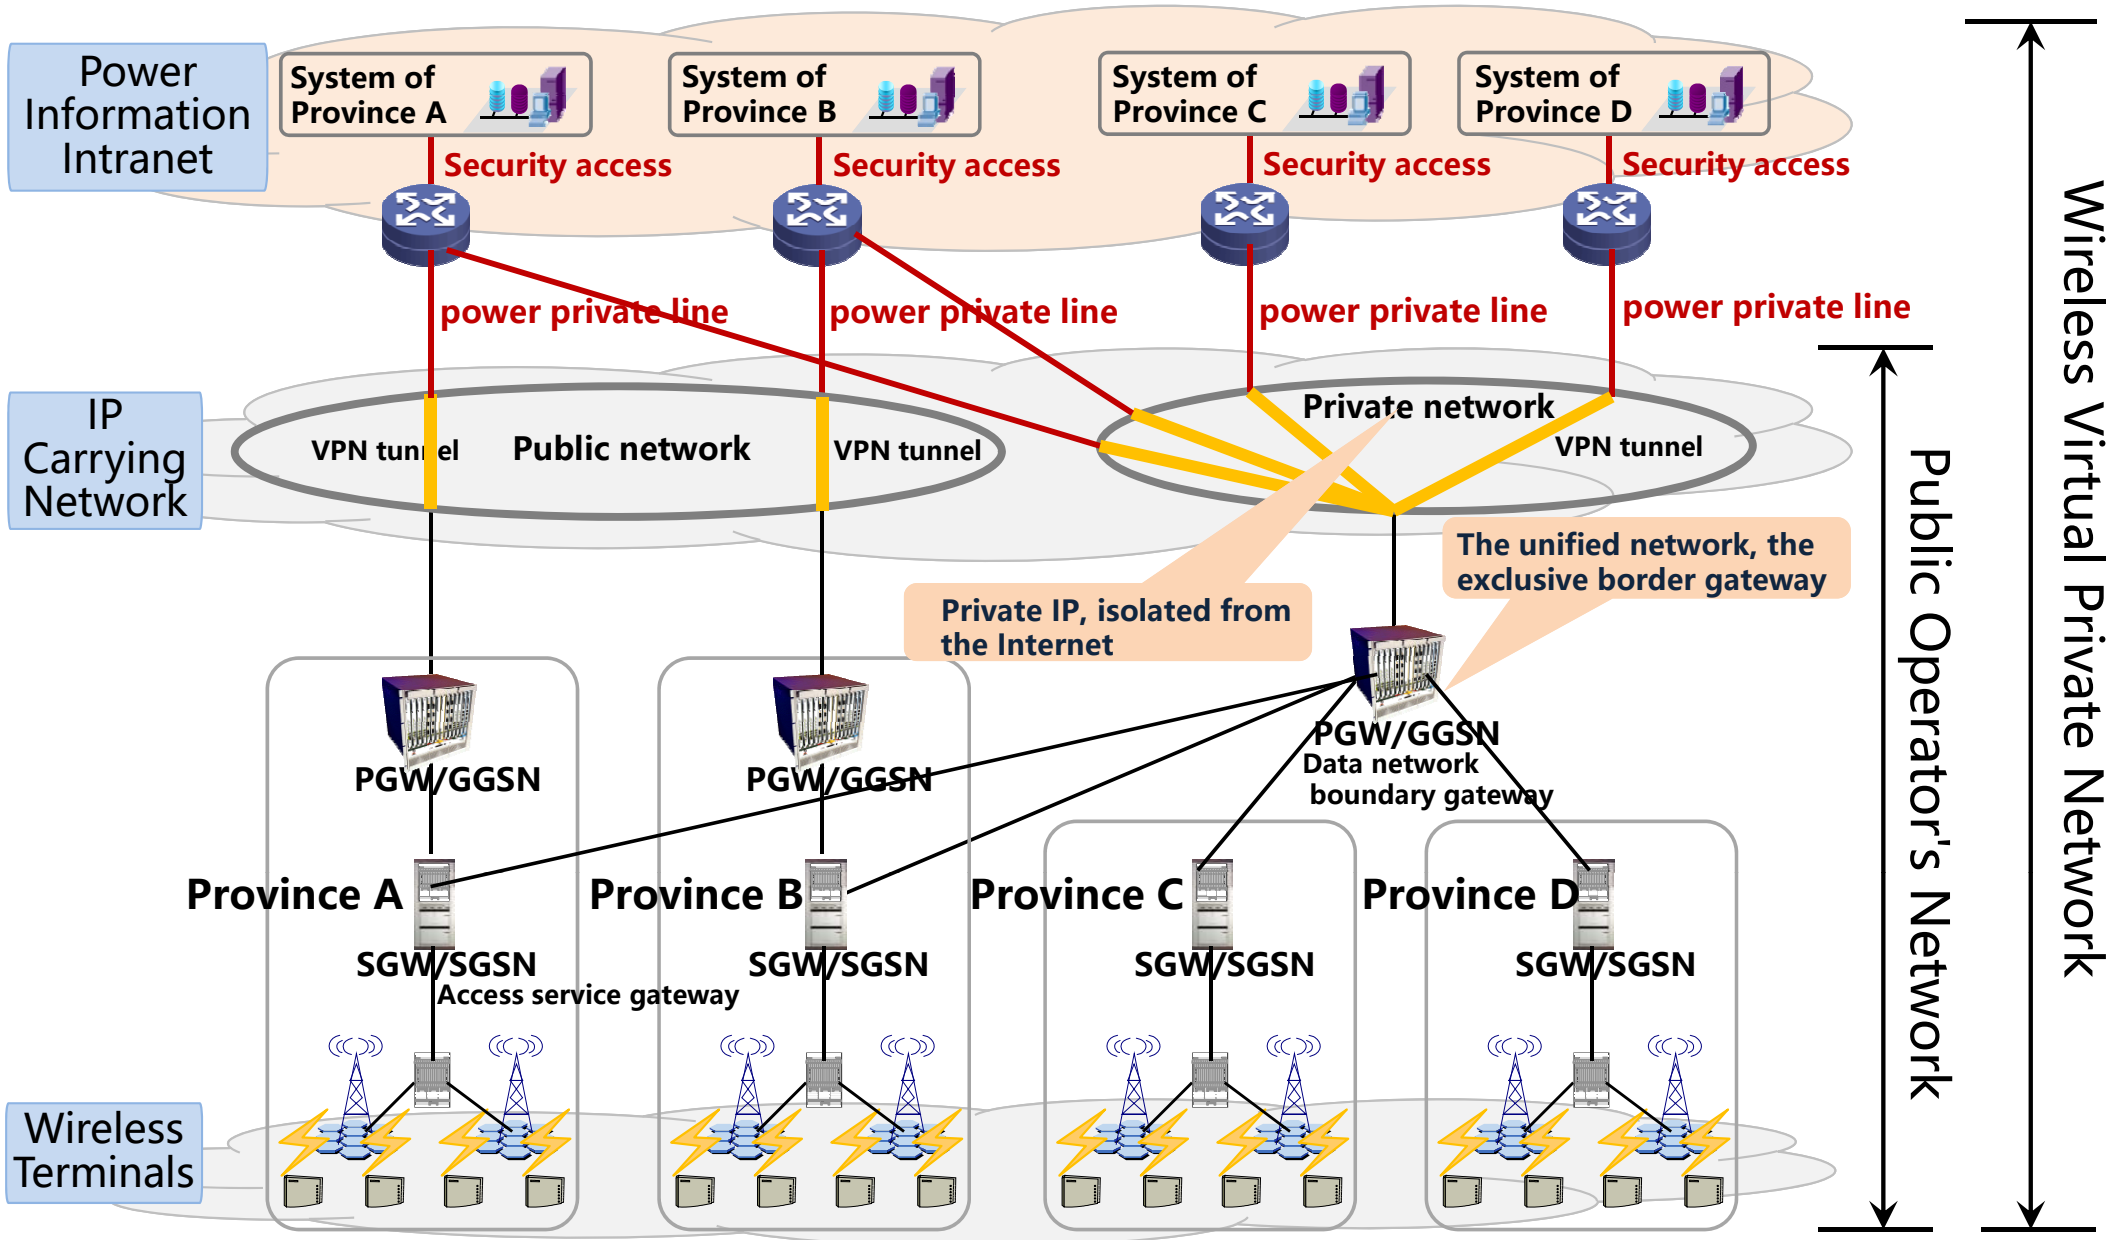 Power
Information
Intranet
System of
Province A
System of
Province B
System of
Province C
System of
Province D
Security access
Security access
Security access
Security access
power private line
power private line
power private line
power private line
IP
Carrying
Network
VPN tunnel
Public network
VPN tunnel
Private network
VPN tunnel
The unified network, the
exclusive border gateway
Private IP, isolated from
the Internet
PGW/GGSN
PGW/GGSN
PGW/GGSN
Data network
boundary gateway
Province A
Province B
Province C
Province D
SGW/SGSN
Access service gateway
SGW/SGSN
SGW/SGSN
SGW/SGSN
Wireless
Terminals
Public Operator's Network
Wireless Virtual Private Network